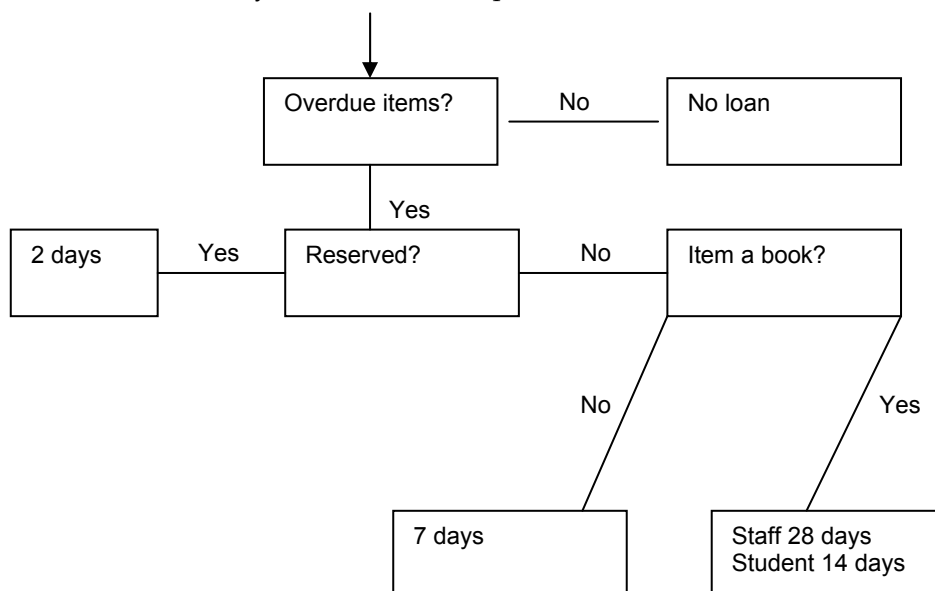 Overdue items?
No
No loan
Yes
2 days
Yes
Reserved?
No
Item a book?
No
Yes
7 days
Staff 28 days
Student 14 days